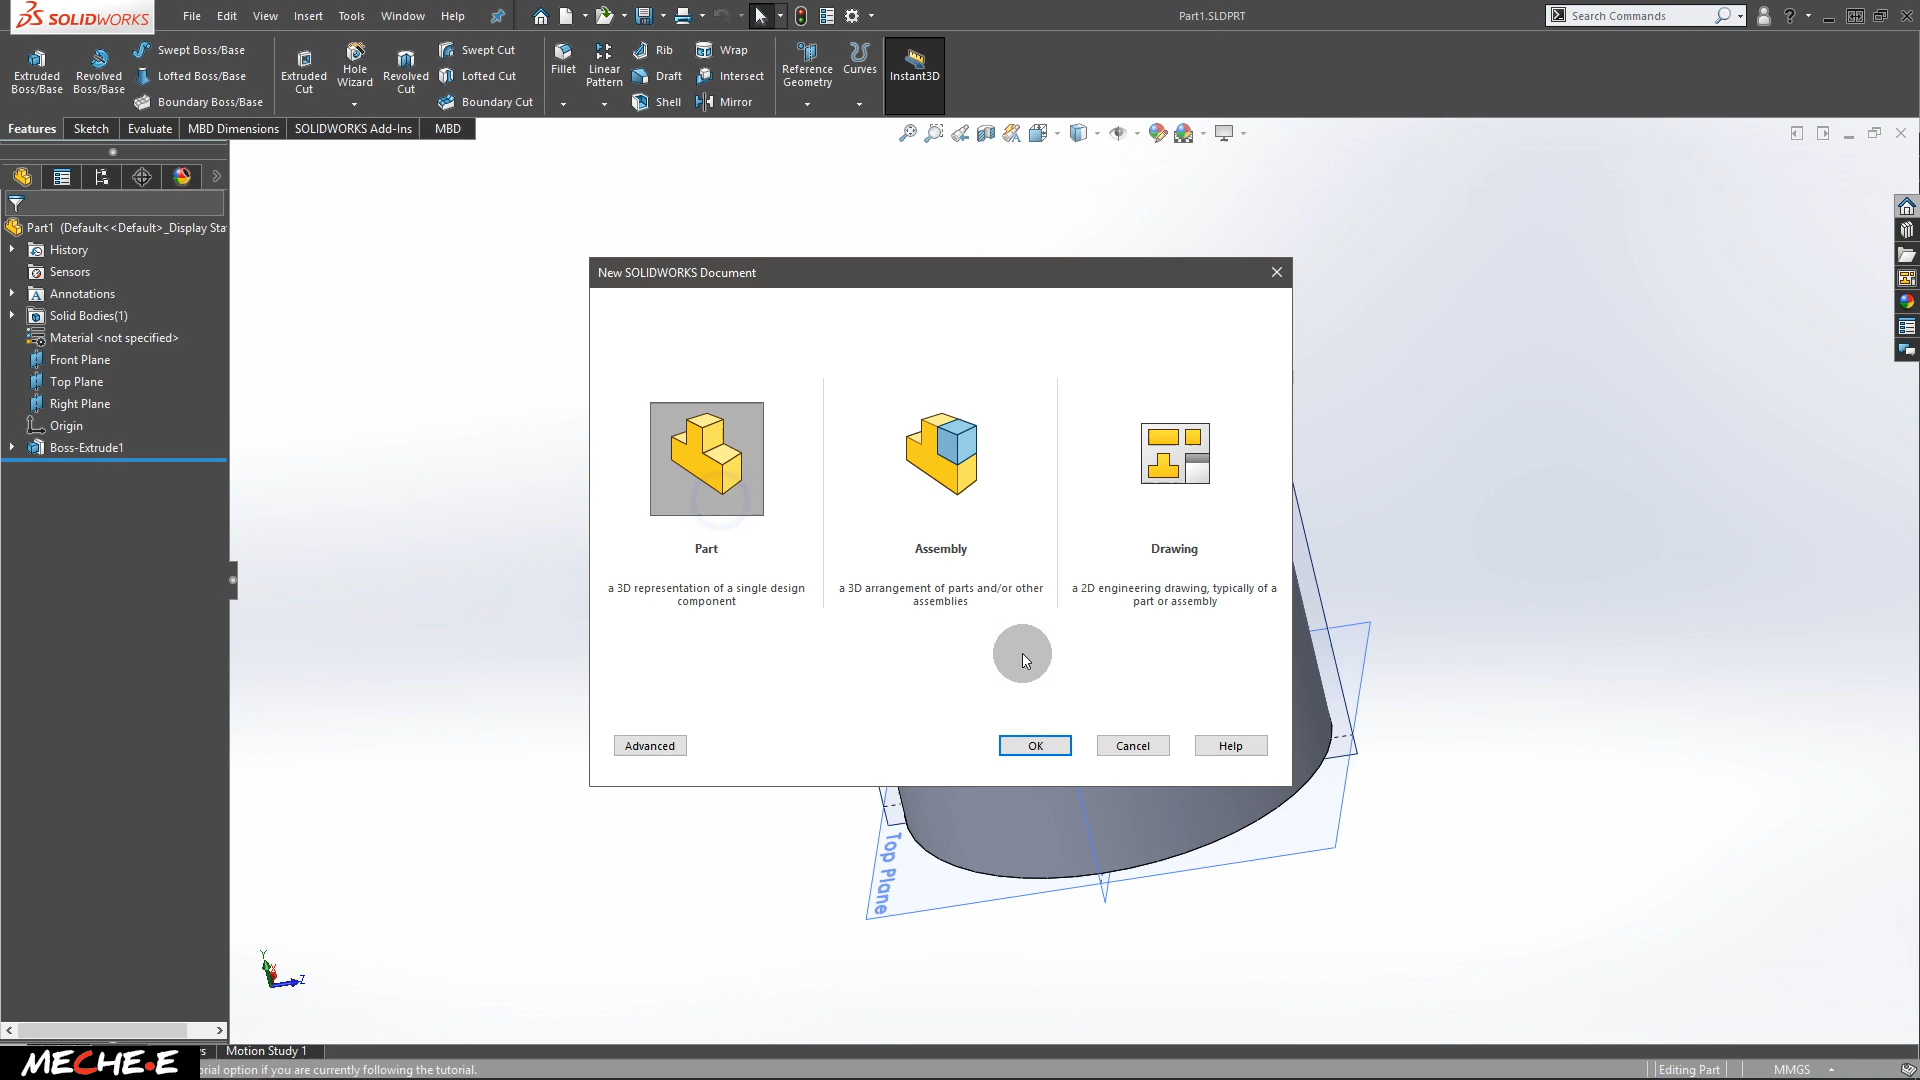 SOLIDWORKS
File Edit View Insert Tools Window Help
Part1.SLDPRT
Search Commands
Extruded Boss/Base
Revolved Boss/Base
Swept Boss/Base
Lofted Boss/Base
Boundary Boss/Base
Extruded Cut
Hole Wizard
Revolved Cut
Swept Cut
Lofted Cut
Boundary Cut
Fillet
Linear Pattern
Rib
Draft
Shell
Wrap
Intersect
Mirror
Reference Geometry
Curves
Instant3D
Features Sketch Evaluate MBD Dimensions SOLIDWORKS Add-Ins MBD
Part1 (Default<<Default>_Display Sta
History
Sensors
Annotations
Solid Bodies(1)
Material <not specified>
Front Plane
Top Plane
Right Plane
Origin
Boss-Extrude1
New SOLIDWORKS Document
Part
a 3D representation of a single design
component
Assembly
a 3D arrangement of parts and/or other
assemblies
Drawing
a 2D engineering drawing, typically of a
part or assembly
Advanced OK Cancel Help
Top Plane
Y
X
Z
Motion Study 1
MECHE.E
orial option if you are currently following the tutorial.
Editing Part
MMGS